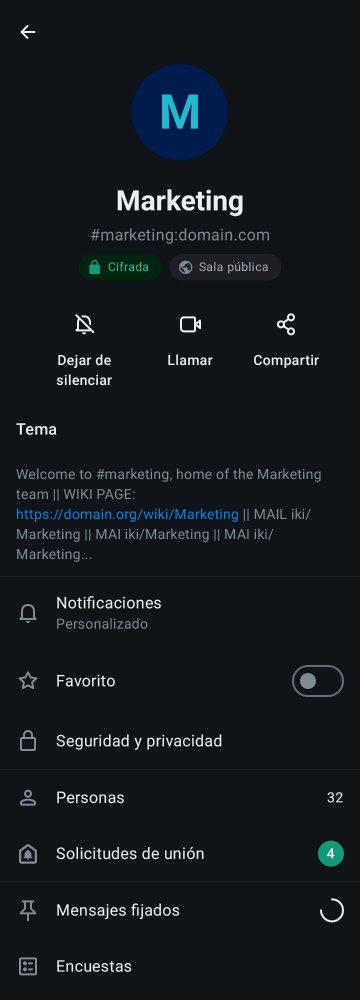 M
Marketing
#marketing:domain.com
Cifrada
Sala pública
Dejar de
silenciar
Llamar
Compartir
Tema
Welcome to #marketing, home of the Marketing
team || WIKI PAGE:
https://domain.org/wiki/Marketing || MAIL iki/
Marketing || MAI iki/Marketing || MAI iki/
Marketing...
Notificaciones
Personalizado
Favorito
Seguridad y privacidad
Personas
32
Solicitudes de unión
4
Mensajes fijados
Encuestas